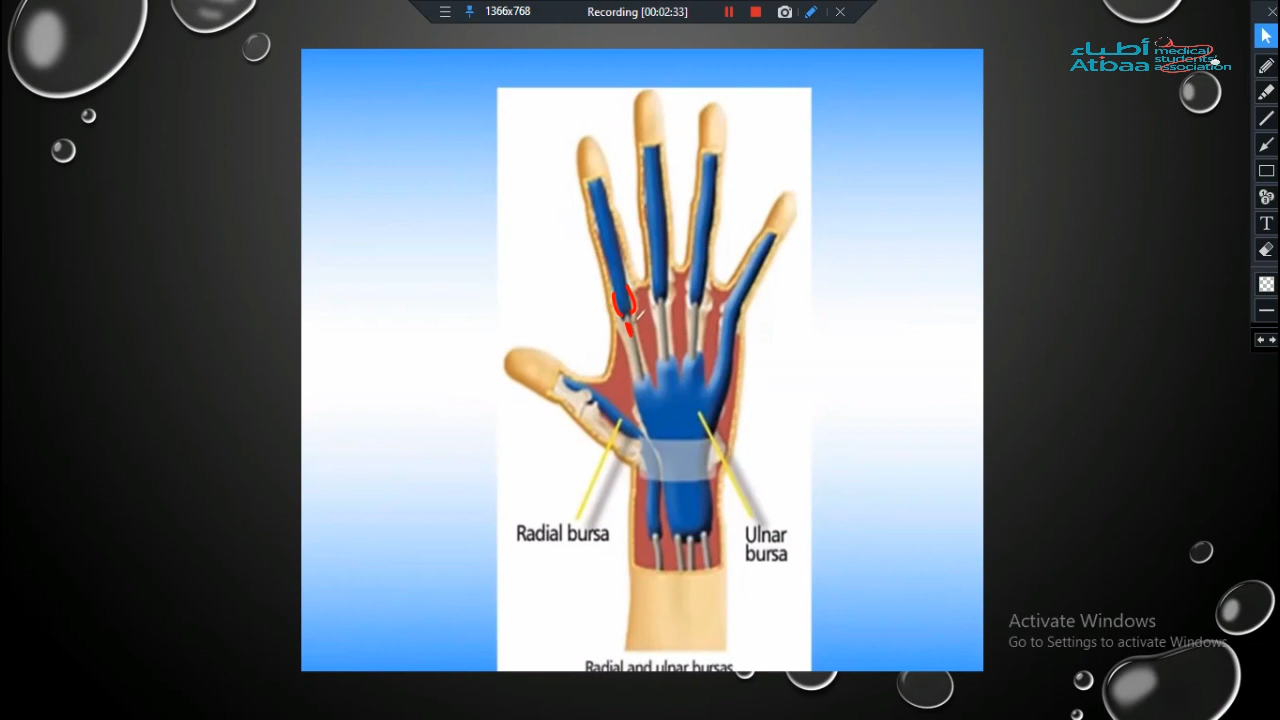 1366x768
Recording [00:02:33]
أطباء
Atibaa
medical
students'
association
T
Radial bursa
Ulnar
bursa
Radial and ulnar bursas
Activate Windows
Go to Settings to activate Windows.